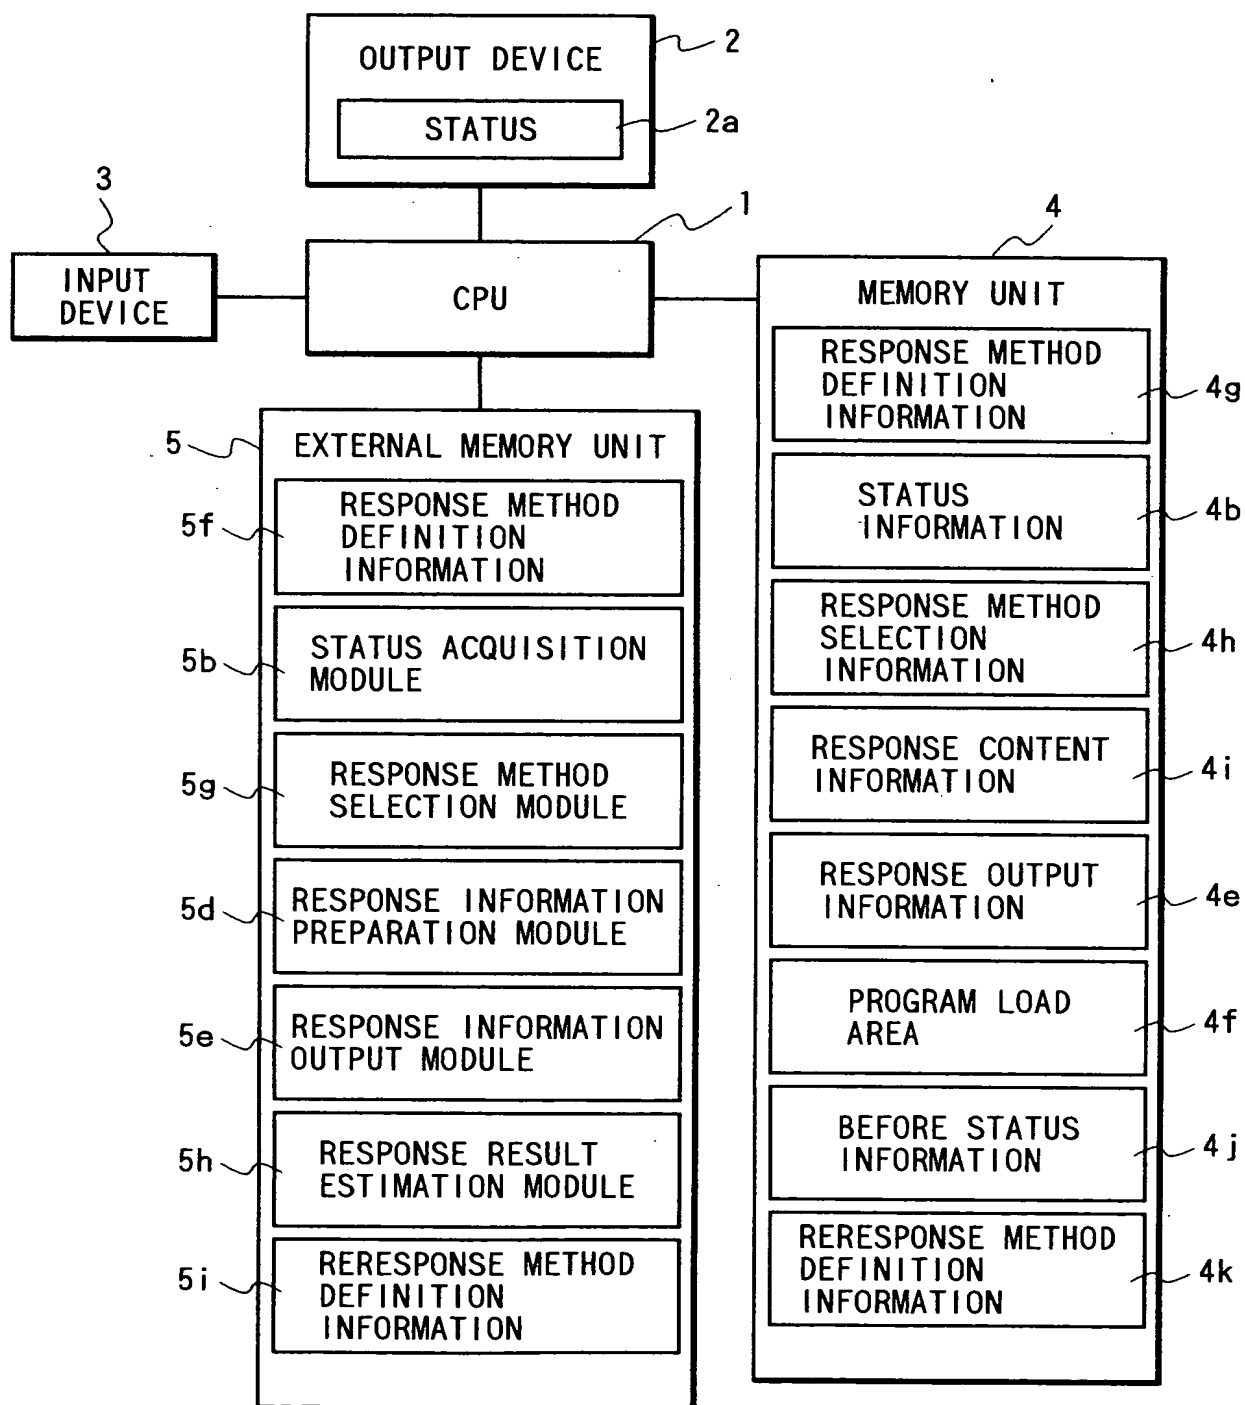 OUTPUT DEVICE
2
STATUS
2a
3
1
4
INPUT
DEVICE
CPU
MEMORY UNIT
RESPONSE METHOD
DEFINITION
INFORMATION
4g
STATUS
INFORMATION
4b
RESPONSE METHOD
SELECTION
INFORMATION
4h
RESPONSE CONTENT
INFORMATION
4i
RESPONSE OUTPUT
INFORMATION
4e
PROGRAM LOAD
AREA
4f
BEFORE STATUS
INFORMATION
4j
RERESPONSE METHOD
DEFINITION
INFORMATION
4k
5
EXTERNAL MEMORY UNIT
5f
RESPONSE METHOD
DEFINITION
INFORMATION
5b
STATUS ACQUISITION
MODULE
5g
RESPONSE METHOD
SELECTION MODULE
5d
RESPONSE INFORMATION
PREPARATION MODULE
5e
RESPONSE INFORMATION
OUTPUT MODULE
5h
RESPONSE RESULT
ESTIMATION MODULE
5i
RERESPONSE METHOD
DEFINITION
INFORMATION